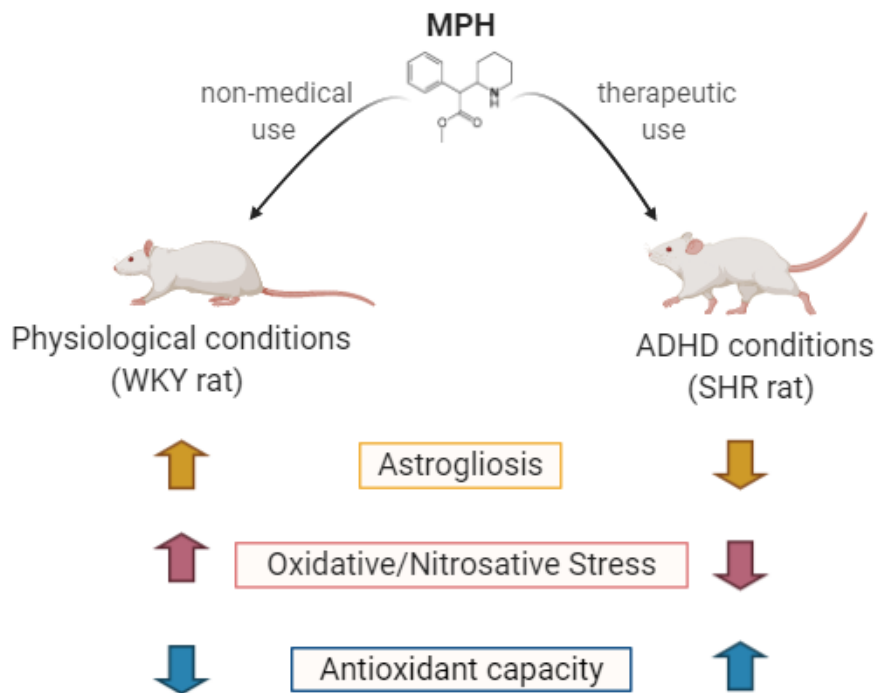 MPH
non-medical
use
therapeutic
use
N
H
O
O
Physiological conditions
(WKY rat)
ADHD conditions
(SHR rat)
Astrogliosis
Oxidative/Nitrosative Stress
Antioxidant capacity